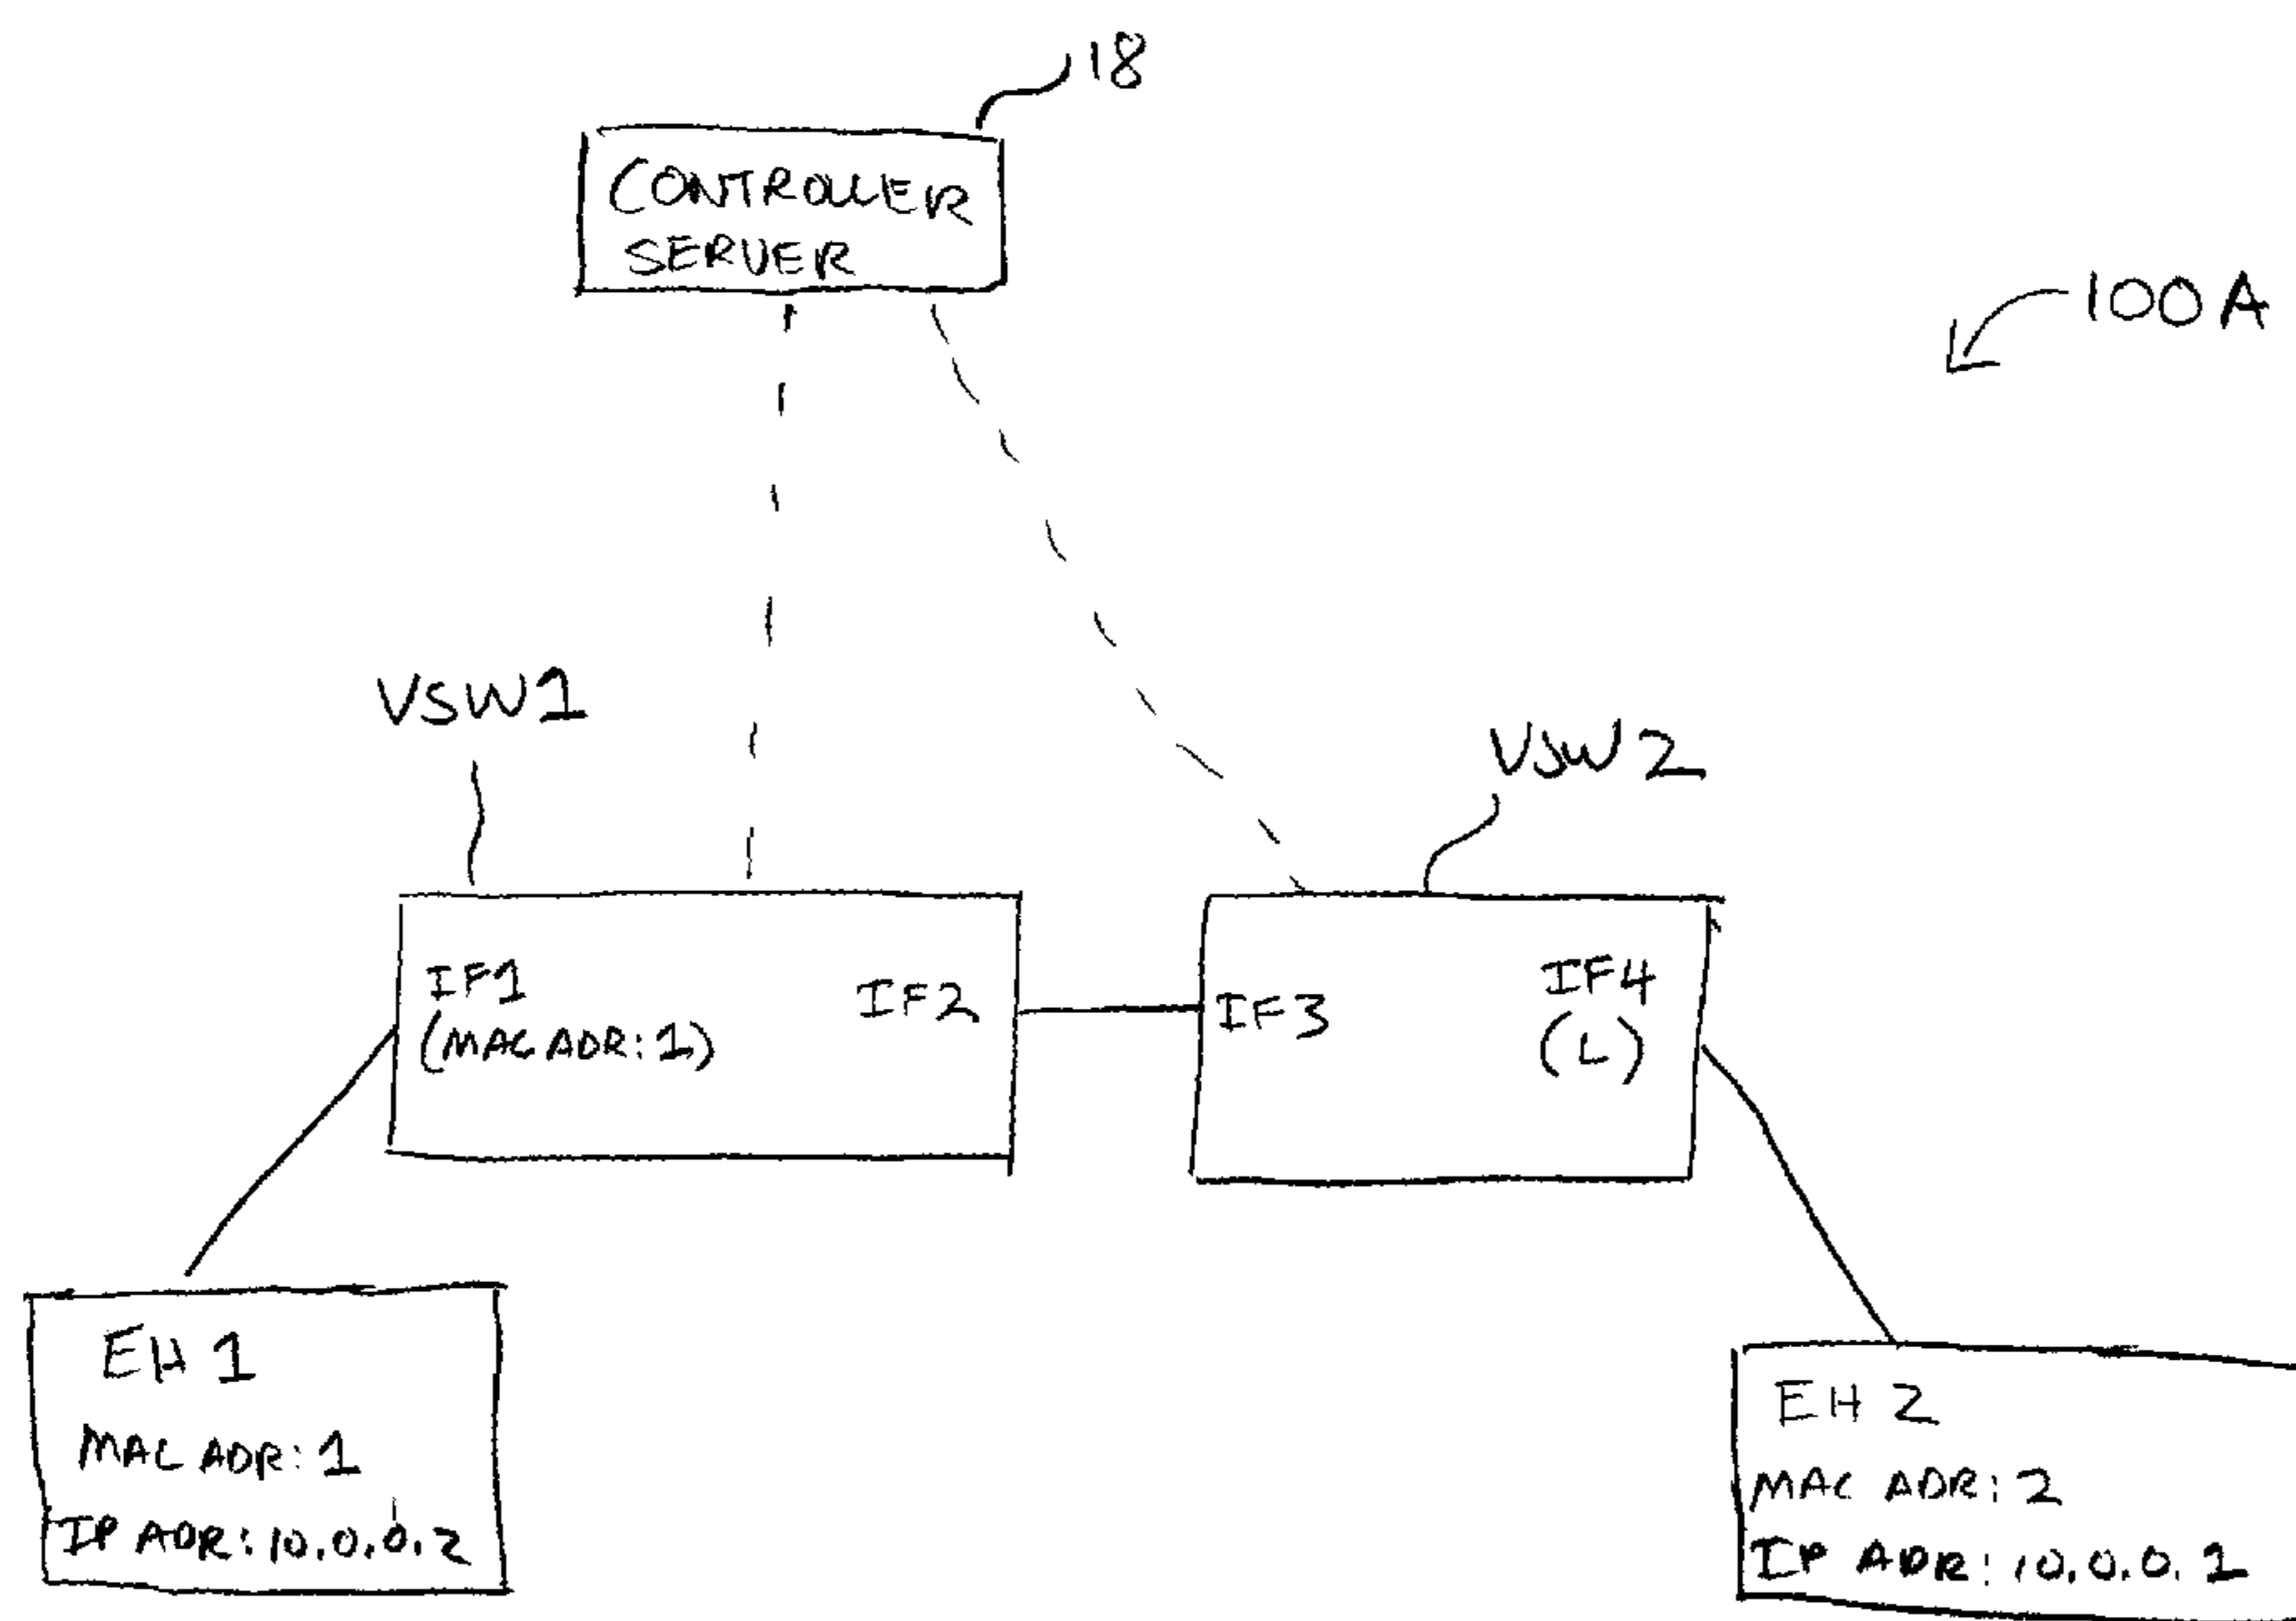 18
CONTROLLER
SERVER
100A
VSW1
VSW2
IF1
(MAC ADR: 1)
IF2
IF3
IF4
(L)
EH 1
MAC ADR: 1
IP ADR: 10.0.0.2
EH 2
MAC ADR: 2
IP ADR: 10.0.0.1